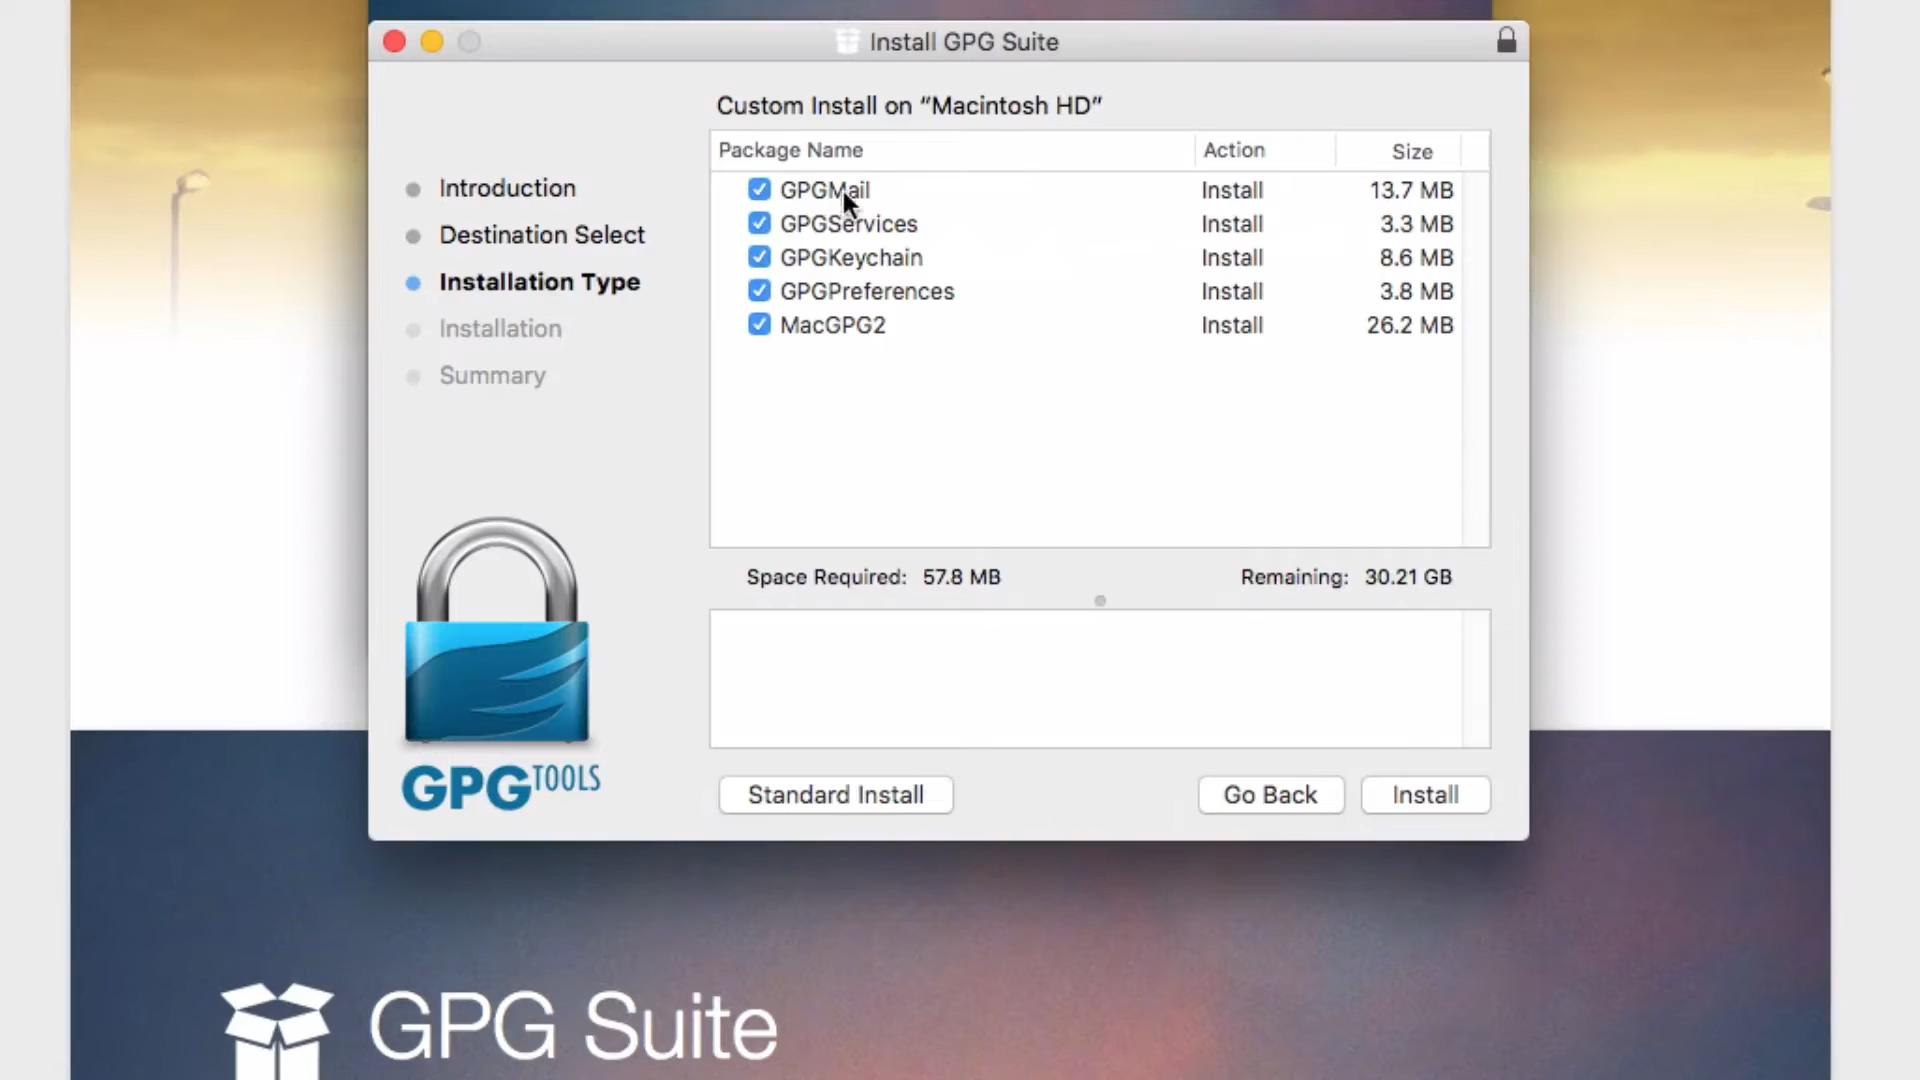 Install GPG Suite
Custom Install on “Macintosh HD”
Package Name Action Size
GPGMail Install 13.7 MB
GPGServices Install 3.3 MB
GPGKeychain Install 8.6 MB
GPGPreferences Install 3.8 MB
MacGPG2 Install 26.2 MB
Introduction
Destination Select
Installation Type
Installation
Summary
Space Required: 57.8 MB Remaining: 30.21 GB
GPGTOOLS
Standard Install Go Back Install
GPG Suite